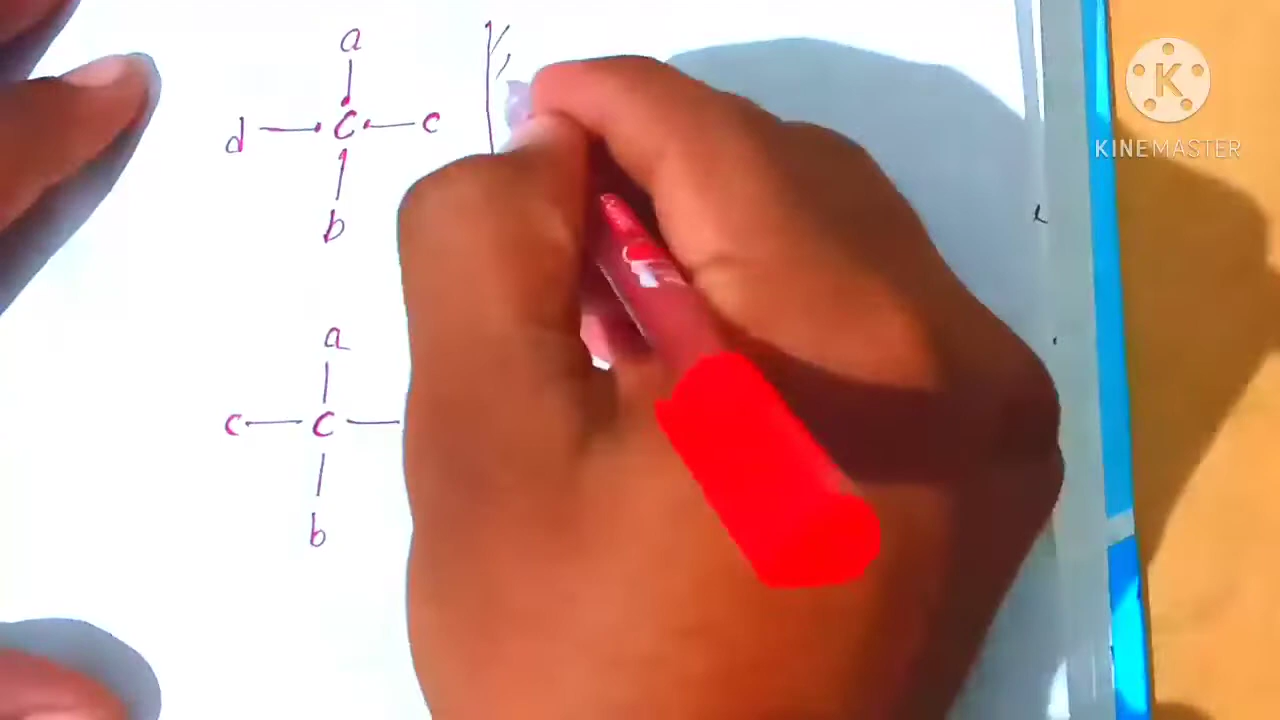 a
d — C — c
b
a
c — C —
b
K
KINEMASTER